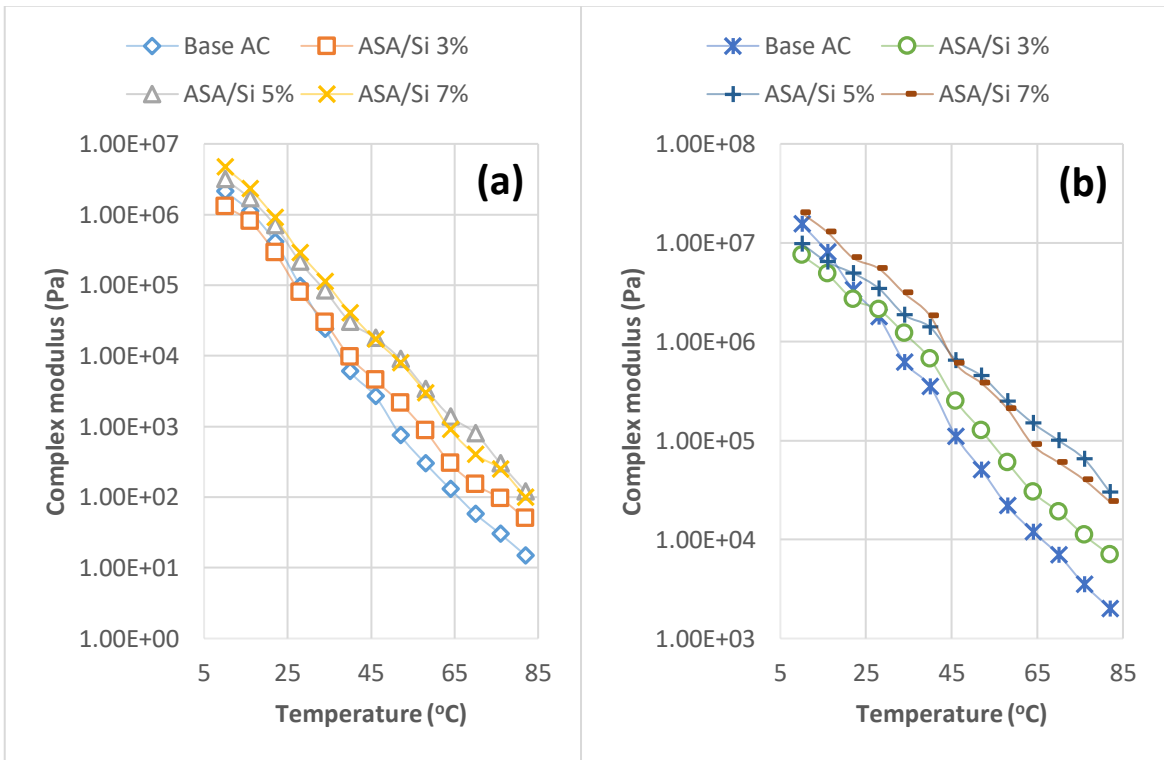 Base AC ASA/Si 3%
ASA/Si 5% ASA/Si 7%
(a)
1.00E+07
1.00E+06
1.00E+05
1.00E+04
1.00E+03
1.00E+02
1.00E+01
1.00E+00
Complex modulus (Pa)
5 25 45 65 85
Temperature (ᵒC)
Base AC ASA/Si 3%
ASA/Si 5% ASA/Si 7%
(b)
1.00E+08
1.00E+07
1.00E+06
1.00E+05
1.00E+04
1.00E+03
Complex modulus (Pa)
5 25 45 65 85
Temperature (ᵒC)